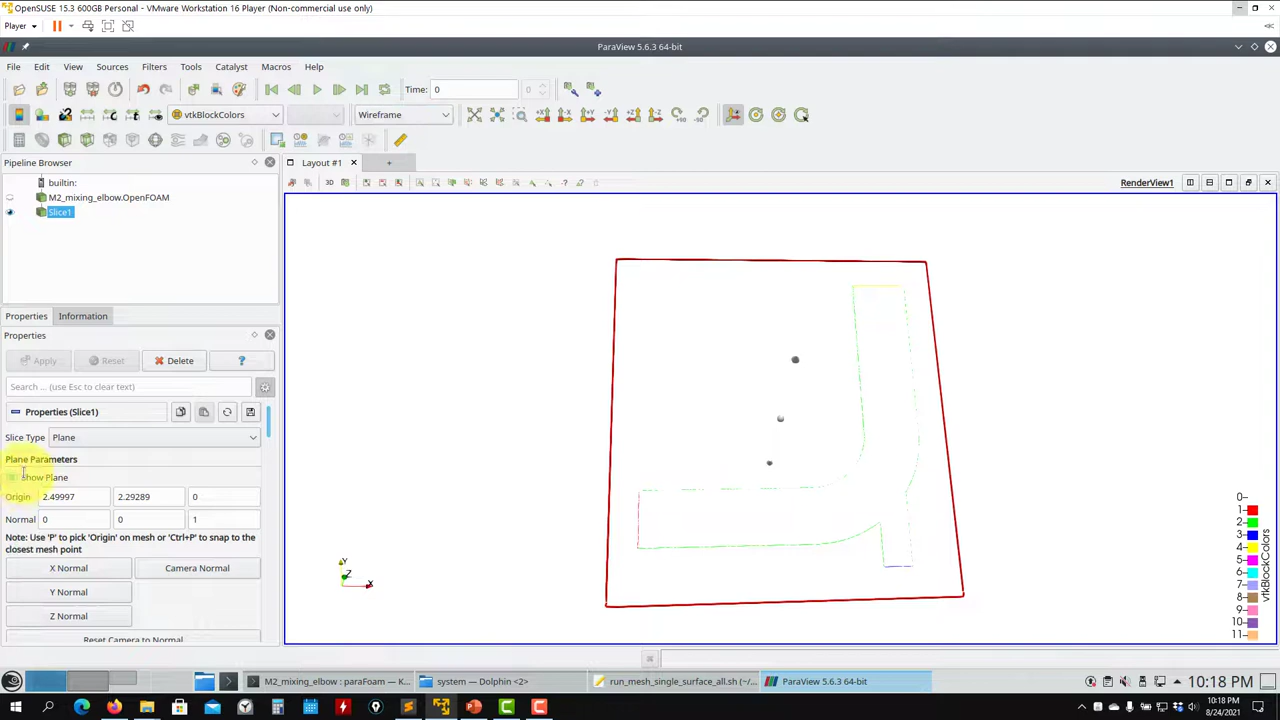 OpenSUSE 15.3 600GB Personal - VMware Workstation 16 Player (Non-commercial use only)
Player
ParaView 5.6.3 64-bit
File Edit View Sources Filters Tools Catalyst Macros Help
Time: 0 0 of 1
vtkBlockColors Wireframe +X -X +Y -Y +Z -Z +90 -90
Pipeline Browser
Layout #1 +
builtin:
3D RenderView1
M2_mixing_elbow.OpenFOAM
Slice1
Properties Information
Properties
Apply Reset Delete ?
Search ... (use Esc to clear text)
Properties (Slice1)
Slice Type Plane
Plane Parameters
Show Plane
Origin 2.49997 2.29289 0
Normal 0 0 1
Note: Use 'P' to pick 'Origin' on mesh or 'Ctrl+P' to snap to the
closest mesh point
X Normal Camera Normal
Y Normal
Z Normal
Reset Camera to Normal
Y
Z
X
0
1
2
3
4
5
6
7
8
9
10
11
vtkBlockColors
M2_mixing_elbow : paraFoam — K... system — Dolphin <2> run_mesh_single_surface_all.sh (~/... ParaView 5.6.3 64-bit 10:18 PM
10:18 PM
8/24/2021